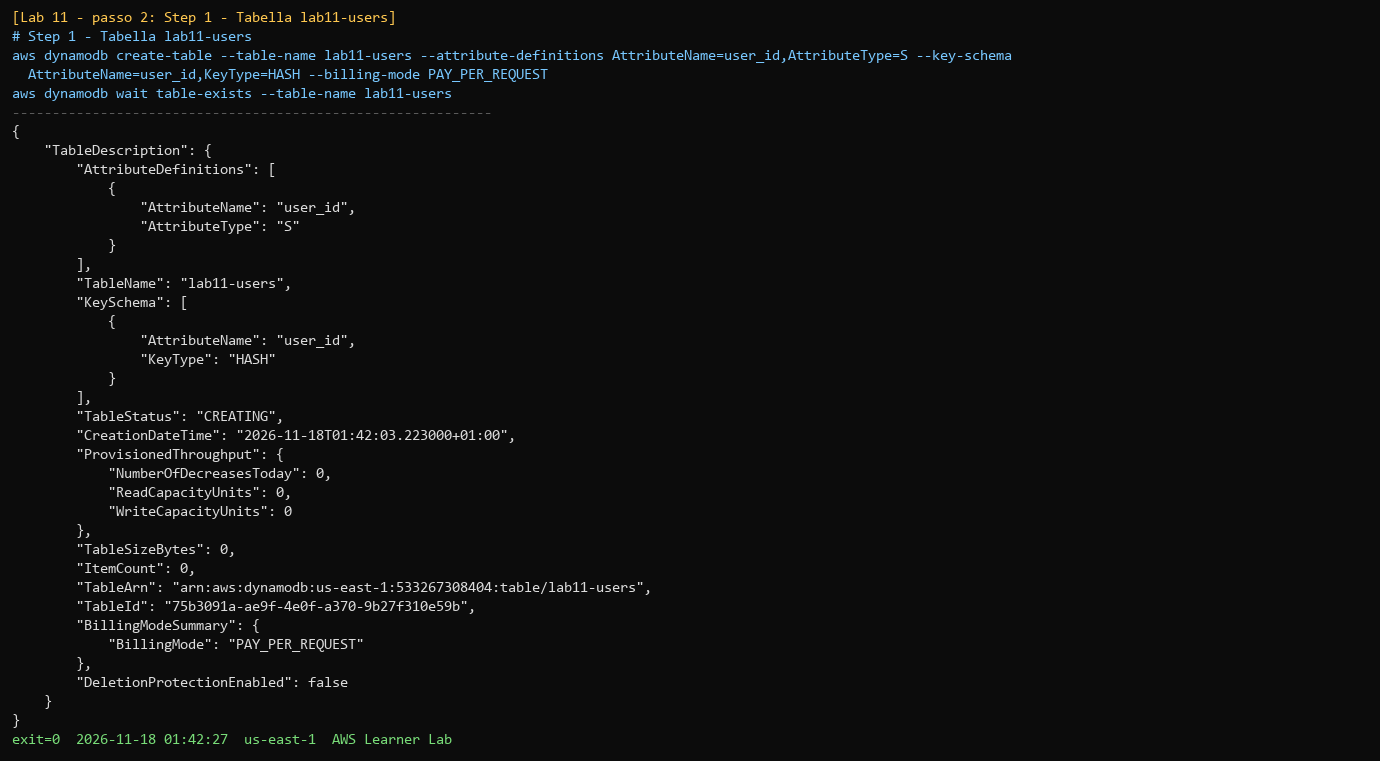 [Lab 11 - passo 2: Step 1 - Tabella lab11-users]
# Step 1 - Tabella lab11-users
aws dynamodb create-table --table-name lab11-users --attribute-definitions AttributeName=user_id,AttributeType=S --key-schema
  AttributeName=user_id,KeyType=HASH --billing-mode PAY_PER_REQUEST
aws dynamodb wait table-exists --table-name lab11-users
------------------------------------------------------------
{
    "TableDescription": {
        "AttributeDefinitions": [
            {
                "AttributeName": "user_id",
                "AttributeType": "S"
            }
        ],
        "TableName": "lab11-users",
        "KeySchema": [
            {
                "AttributeName": "user_id",
                "KeyType": "HASH"
            }
        ],
        "TableStatus": "CREATING",
        "CreationDateTime": "2026-11-18T01:42:03.223000+01:00",
        "ProvisionedThroughput": {
            "NumberOfDecreasesToday": 0,
            "ReadCapacityUnits": 0,
            "WriteCapacityUnits": 0
        },
        "TableSizeBytes": 0,
        "ItemCount": 0,
        "TableArn": "arn:aws:dynamodb:us-east-1:533267308404:table/lab11-users",
        "TableId": "75b3091a-ae9f-4e0f-a370-9b27f310e59b",
        "BillingModeSummary": {
            "BillingMode": "PAY_PER_REQUEST"
        },
        "DeletionProtectionEnabled": false
    }
}
exit=0  2026-11-18 01:42:27  us-east-1  AWS Learner Lab